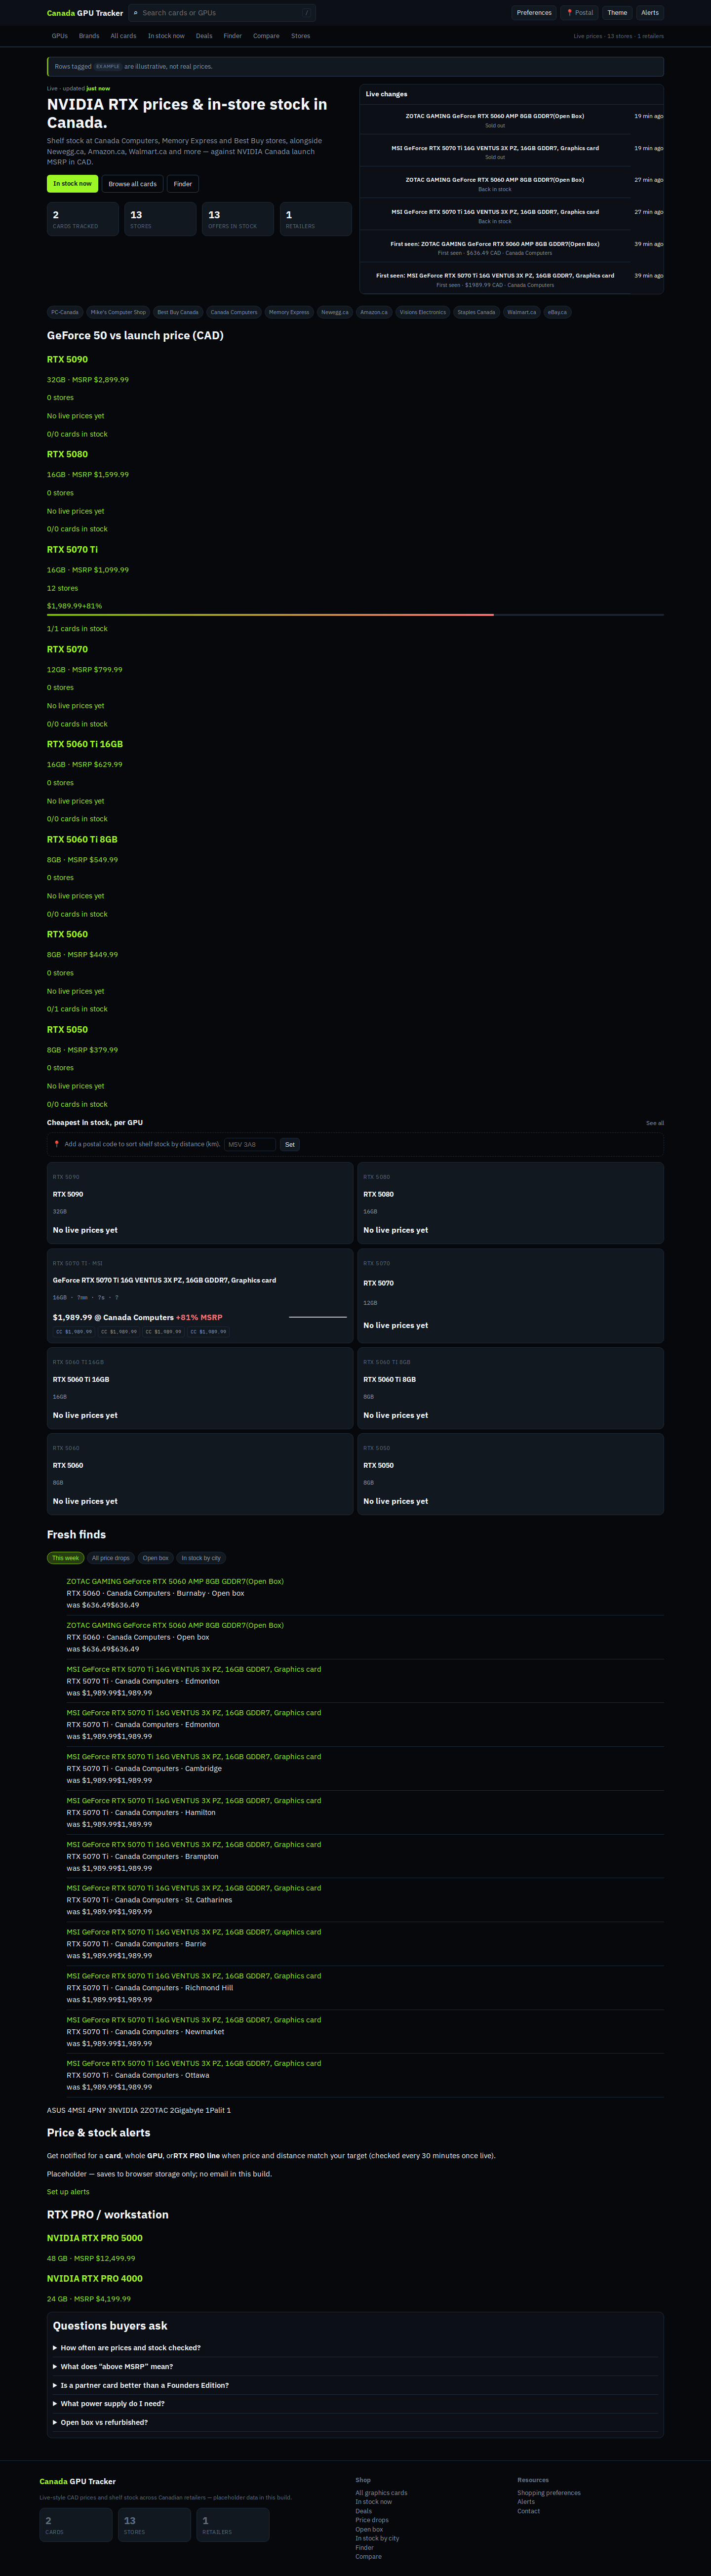 Canada GPU Tracker
Search cards or GPUs
/
Preferences
📍 Postal
Theme
Alerts
GPUs
Brands
All cards
In stock now
Deals
Finder
Compare
Stores
Live prices · 13 stores · 1 retailers
Rows tagged EXAMPLE are illustrative, not real prices.
Live · updated just now
NVIDIA RTX prices & in-store stock in
Canada.
Shelf stock at Canada Computers, Memory Express and Best Buy stores, alongside
Newegg.ca, Amazon.ca, Walmart.ca and more — against NVIDIA Canada launch
MSRP in CAD.
In stock now
Browse all cards
Finder
2
CARDS TRACKED
13
STORES
13
OFFERS IN STOCK
1
RETAILERS
Live changes
ZOTAC GAMING GeForce RTX 5060 AMP 8GB GDDR7(Open Box)
19 min ago
Sold out
MSI GeForce RTX 5070 Ti 16G VENTUS 3X PZ, 16GB GDDR7, Graphics card
19 min ago
Sold out
ZOTAC GAMING GeForce RTX 5060 AMP 8GB GDDR7(Open Box)
27 min ago
Back in stock
MSI GeForce RTX 5070 Ti 16G VENTUS 3X PZ, 16GB GDDR7, Graphics card
27 min ago
Back in stock
First seen: ZOTAC GAMING GeForce RTX 5060 AMP 8GB GDDR7(Open Box)
39 min ago
First seen · $636.49 CAD · Canada Computers
First seen: MSI GeForce RTX 5070 Ti 16G VENTUS 3X PZ, 16GB GDDR7, Graphics card
39 min ago
First seen · $1989.99 CAD · Canada Computers
PC-Canada
Mike's Computer Shop
Best Buy Canada
Canada Computers
Memory Express
Newegg.ca
Amazon.ca
Visions Electronics
Staples Canada
Walmart.ca
eBay.ca
GeForce 50 vs launch price (CAD)
RTX 5090
32GB · MSRP $2,899.99
0 stores
No live prices yet
0/0 cards in stock
RTX 5080
16GB · MSRP $1,599.99
0 stores
No live prices yet
0/0 cards in stock
RTX 5070 Ti
16GB · MSRP $1,099.99
12 stores
$1,989.99+81%
1/1 cards in stock
RTX 5070
12GB · MSRP $799.99
0 stores
No live prices yet
0/0 cards in stock
RTX 5060 Ti 16GB
16GB · MSRP $629.99
0 stores
No live prices yet
0/0 cards in stock
RTX 5060 Ti 8GB
8GB · MSRP $549.99
0 stores
No live prices yet
0/0 cards in stock
RTX 5060
8GB · MSRP $449.99
0 stores
No live prices yet
0/1 cards in stock
RTX 5050
8GB · MSRP $379.99
0 stores
No live prices yet
0/0 cards in stock
Cheapest in stock, per GPU
See all
📍 Add a postal code to sort shelf stock by distance (km).
M5V 3A8
Set
RTX 5090
RTX 5090
32GB
No live prices yet
RTX 5080
RTX 5080
16GB
No live prices yet
RTX 5070 TI · MSI
GeForce RTX 5070 Ti 16G VENTUS 3X PZ, 16GB GDDR7, Graphics card
16GB · ?mm · ?s · ?
$1,989.99 @ Canada Computers +81% MSRP
CC $1,989.99
CC $1,989.99
CC $1,989.99
CC $1,989.99
RTX 5070
RTX 5070
12GB
No live prices yet
RTX 5060 TI 16GB
RTX 5060 Ti 16GB
16GB
No live prices yet
RTX 5060 TI 8GB
RTX 5060 Ti 8GB
8GB
No live prices yet
RTX 5060
RTX 5060
8GB
No live prices yet
RTX 5050
RTX 5050
8GB
No live prices yet
Fresh finds
This week
All price drops
Open box
In stock by city
ZOTAC GAMING GeForce RTX 5060 AMP 8GB GDDR7(Open Box)
RTX 5060 · Canada Computers · Burnaby · Open box
was $636.49$636.49
ZOTAC GAMING GeForce RTX 5060 AMP 8GB GDDR7(Open Box)
RTX 5060 · Canada Computers · Open box
was $636.49$636.49
MSI GeForce RTX 5070 Ti 16G VENTUS 3X PZ, 16GB GDDR7, Graphics card
RTX 5070 Ti · Canada Computers · Edmonton
was $1,989.99$1,989.99
MSI GeForce RTX 5070 Ti 16G VENTUS 3X PZ, 16GB GDDR7, Graphics card
RTX 5070 Ti · Canada Computers · Edmonton
was $1,989.99$1,989.99
MSI GeForce RTX 5070 Ti 16G VENTUS 3X PZ, 16GB GDDR7, Graphics card
RTX 5070 Ti · Canada Computers · Cambridge
was $1,989.99$1,989.99
MSI GeForce RTX 5070 Ti 16G VENTUS 3X PZ, 16GB GDDR7, Graphics card
RTX 5070 Ti · Canada Computers · Hamilton
was $1,989.99$1,989.99
MSI GeForce RTX 5070 Ti 16G VENTUS 3X PZ, 16GB GDDR7, Graphics card
RTX 5070 Ti · Canada Computers · Brampton
was $1,989.99$1,989.99
MSI GeForce RTX 5070 Ti 16G VENTUS 3X PZ, 16GB GDDR7, Graphics card
RTX 5070 Ti · Canada Computers · St. Catharines
was $1,989.99$1,989.99
MSI GeForce RTX 5070 Ti 16G VENTUS 3X PZ, 16GB GDDR7, Graphics card
RTX 5070 Ti · Canada Computers · Barrie
was $1,989.99$1,989.99
MSI GeForce RTX 5070 Ti 16G VENTUS 3X PZ, 16GB GDDR7, Graphics card
RTX 5070 Ti · Canada Computers · Richmond Hill
was $1,989.99$1,989.99
MSI GeForce RTX 5070 Ti 16G VENTUS 3X PZ, 16GB GDDR7, Graphics card
RTX 5070 Ti · Canada Computers · Newmarket
was $1,989.99$1,989.99
MSI GeForce RTX 5070 Ti 16G VENTUS 3X PZ, 16GB GDDR7, Graphics card
RTX 5070 Ti · Canada Computers · Ottawa
was $1,989.99$1,989.99
ASUS 4MSI 4PNY 3NVIDIA 2ZOTAC 2Gigabyte 1Palit 1
Price & stock alerts
Get notified for a card, whole GPU, orRTX PRO line when price and distance match your target (checked every 30 minutes once live).
Placeholder — saves to browser storage only; no email in this build.
Set up alerts
RTX PRO / workstation
NVIDIA RTX PRO 5000
48 GB · MSRP $12,499.99
NVIDIA RTX PRO 4000
24 GB · MSRP $4,199.99
Questions buyers ask
How often are prices and stock checked?
What does “above MSRP” mean?
Is a partner card better than a Founders Edition?
What power supply do I need?
Open box vs refurbished?
Canada GPU Tracker
Live-style CAD prices and shelf stock across Canadian retailers — placeholder data in this build.
2
CARDS
13
STORES
1
RETAILERS
Shop
All graphics cards
In stock now
Deals
Price drops
Open box
In stock by city
Finder
Compare
Resources
Shopping preferences
Alerts
Contact